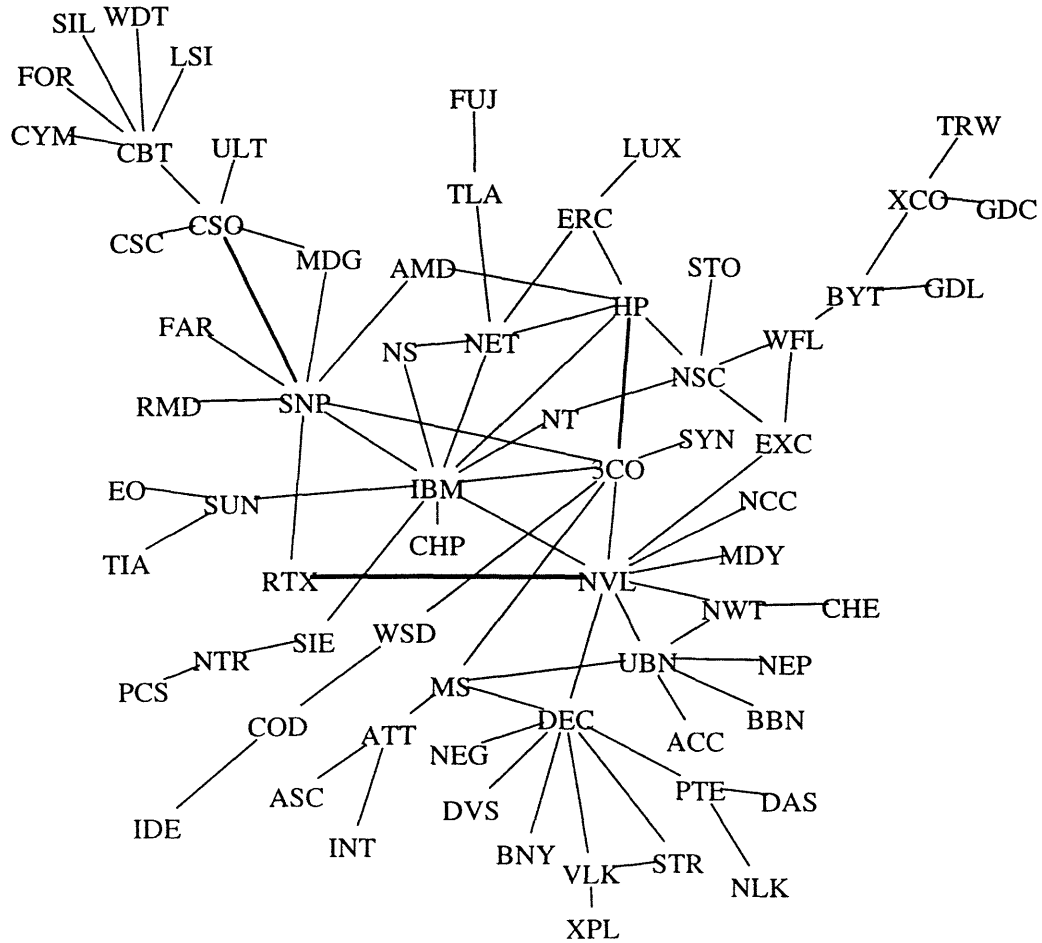 SIL
WDT
LSI
FOR
CYM
CBT
ULT
FUJ
LUX
TRW
TLA
ERC
XCO
GDC
CSC
CSO
MDG
AMD
STO
HP
BYT
GDL
FAR
NS
NET
WFL
NSC
RMD
SNP
NT
SYN
EXC
3CO
EO
SUN
IBM
NCC
CHP
MDY
TIA
RTX
NVL
NWT
CHE
SIE
WSD
NTR
UBN
NEP
PCS
MS
BBN
COD
ATT
DEC
ACC
NEG
ASC
DVS
PTE
DAS
IDE
INT
BNY
VLK
STR
NLK
XPL